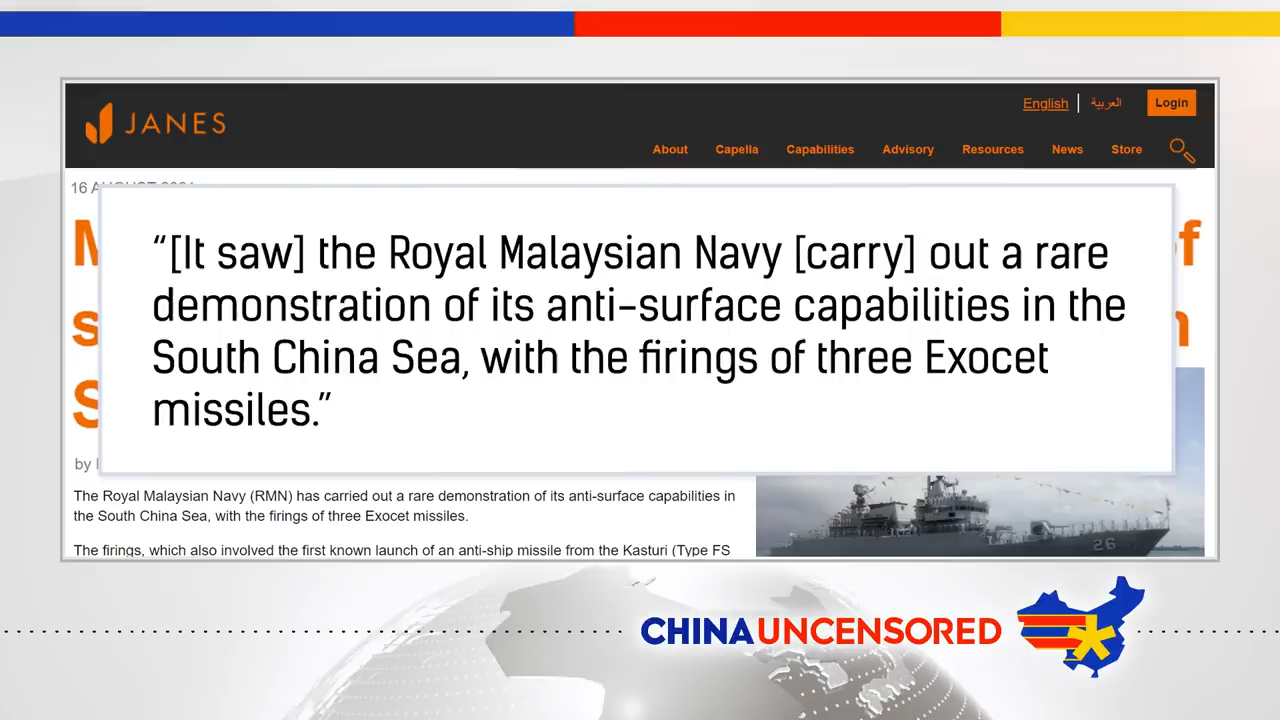 JANES
English
العربية
Login
About
Capella
Capabilities
Advisory
Resources
News
Store
16
“[It saw] the Royal Malaysian Navy [carry] out a rare
demonstration of its anti-surface capabilities in the
South China Sea, with the firings of three Exocet
missiles.”
by
The Royal Malaysian Navy (RMN) has carried out a rare demonstration of its anti-surface capabilities in
the South China Sea, with the firings of three Exocet missiles.
The firings, which also involved the first known launch of an anti-ship missile from the Kasturi (Type FS
26
CHINA UNCENSORED